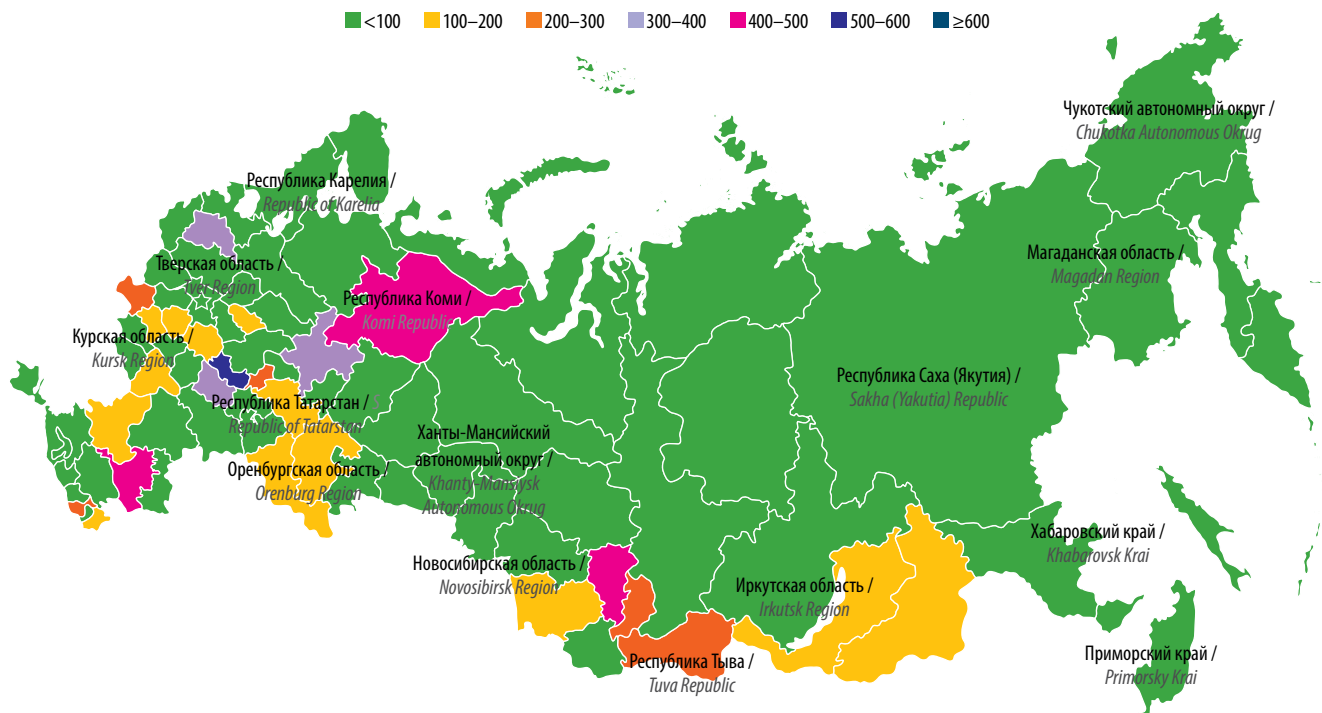 <100 100–200 200–300 300–400 400–500 500–600 ≥600
Чукотский автономный округ /
Chukotka Autonomous Okrug
Республика Карелия /
Republic of Karelia
Тверская область /
Tver Region
Магаданская область /
Magadan Region
Республика Коми /
Komi Republic
Курская область /
Kursk Region
Республика Саха (Якутия) /
Sakha (Yakutia) Republic
Республика Татарстан /
Republic of Tatarstan
Ханты-Мансийский
автономный округ /
Khanty-Mansiysk
Autonomous Okrug
Оренбургская область /
Orenburg Region
Хабаровский край /
Khabarovsk Krai
Новосибирская область /
Novosibirsk Region
Иркутская область /
Irkutsk Region
Республика Тыва /
Tuva Republic
Приморский край /
Primorsky Krai